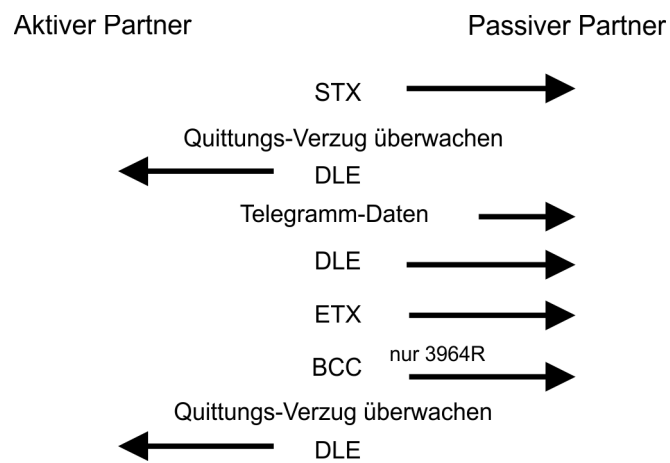 Aktiver Partner Passiver Partner
STX
Quittungs-Verzug überwachen
DLE
Telegramm-Daten
DLE
ETX
BCC nur 3964R
Quittungs-Verzug überwachen
DLE